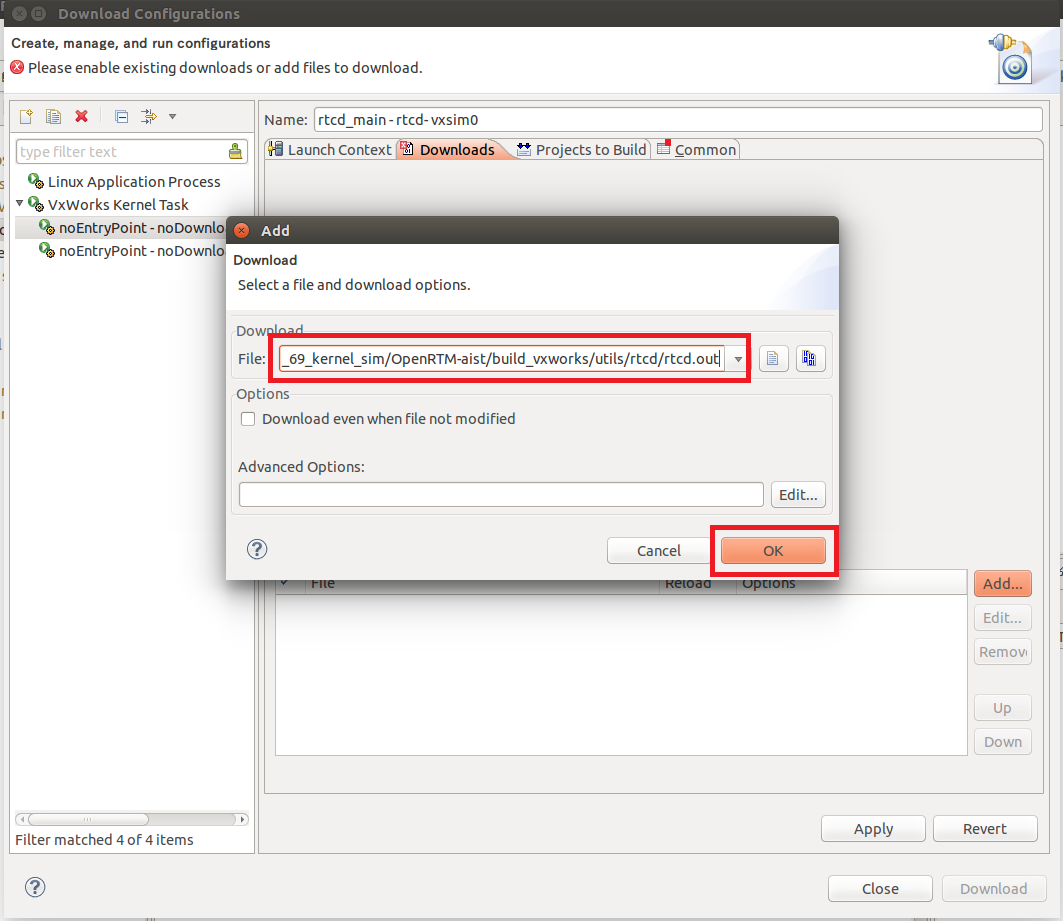 Download Configurations
Create, manage, and run configurations
Please enable existing downloads or add files to download.
Name: rtcd_main - rtcd-vxsim0
type filter text
Launch Context Downloads Projects to Build Common
Linux Application Process
VxWorks Kernel Task
noEntryPoint - noDownlo
noEntryPoint - noDownlo
Add
Download
Select a file and download options.
Download
File: _69_kernel_sim/OpenRTM-aist/build_vxworks/utils/rtcd/rtcd.out
Options
Download even when file not modified
Advanced Options:
Edit...
Cancel OK
File Reload Options
Add...
Edit...
Remov
Up
Down
Filter matched 4 of 4 items
Apply Revert
Close Download